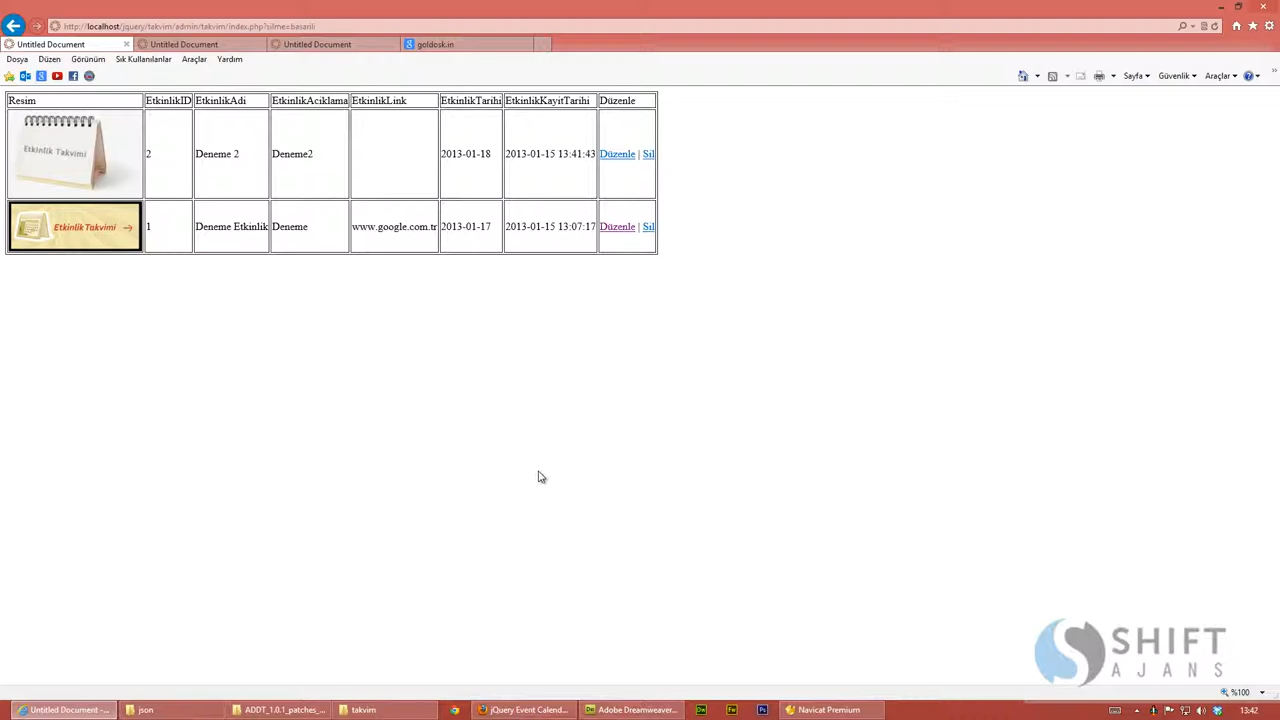 http://localhost/jquery/takvim/admin/takvim/index.php?silme=basarili
Untitled Document
Untitled Document
Untitled Document
goldosk.in
Dosya Düzen Görünüm Sık Kullanılanlar Araçlar Yardım
Sayfa Güvenlik Araçlar
Resim EtkinlikID EtkinlikAdi EtkinlikAciklama EtkinlikLink EtkinlikTarihi EtkinlikKayitTarihi Düzenle
Etkinlik Takvimi 2 Deneme 2 Deneme2 2013-01-18 2013-01-15 13:41:43 Düzenle | Sil
Etkinlik Takvimi 1 Deneme Etkinlik Deneme www.google.com.tr 2013-01-17 2013-01-15 13:07:17 Düzenle | Sil
SHIFT
AJANS
%100
Untitled Document -... json ADDT_1.0.1_patches_... takvim jQuery Event Calend... Adobe Dreamweaver... Dw Fw Ps Navicat Premium 13:42